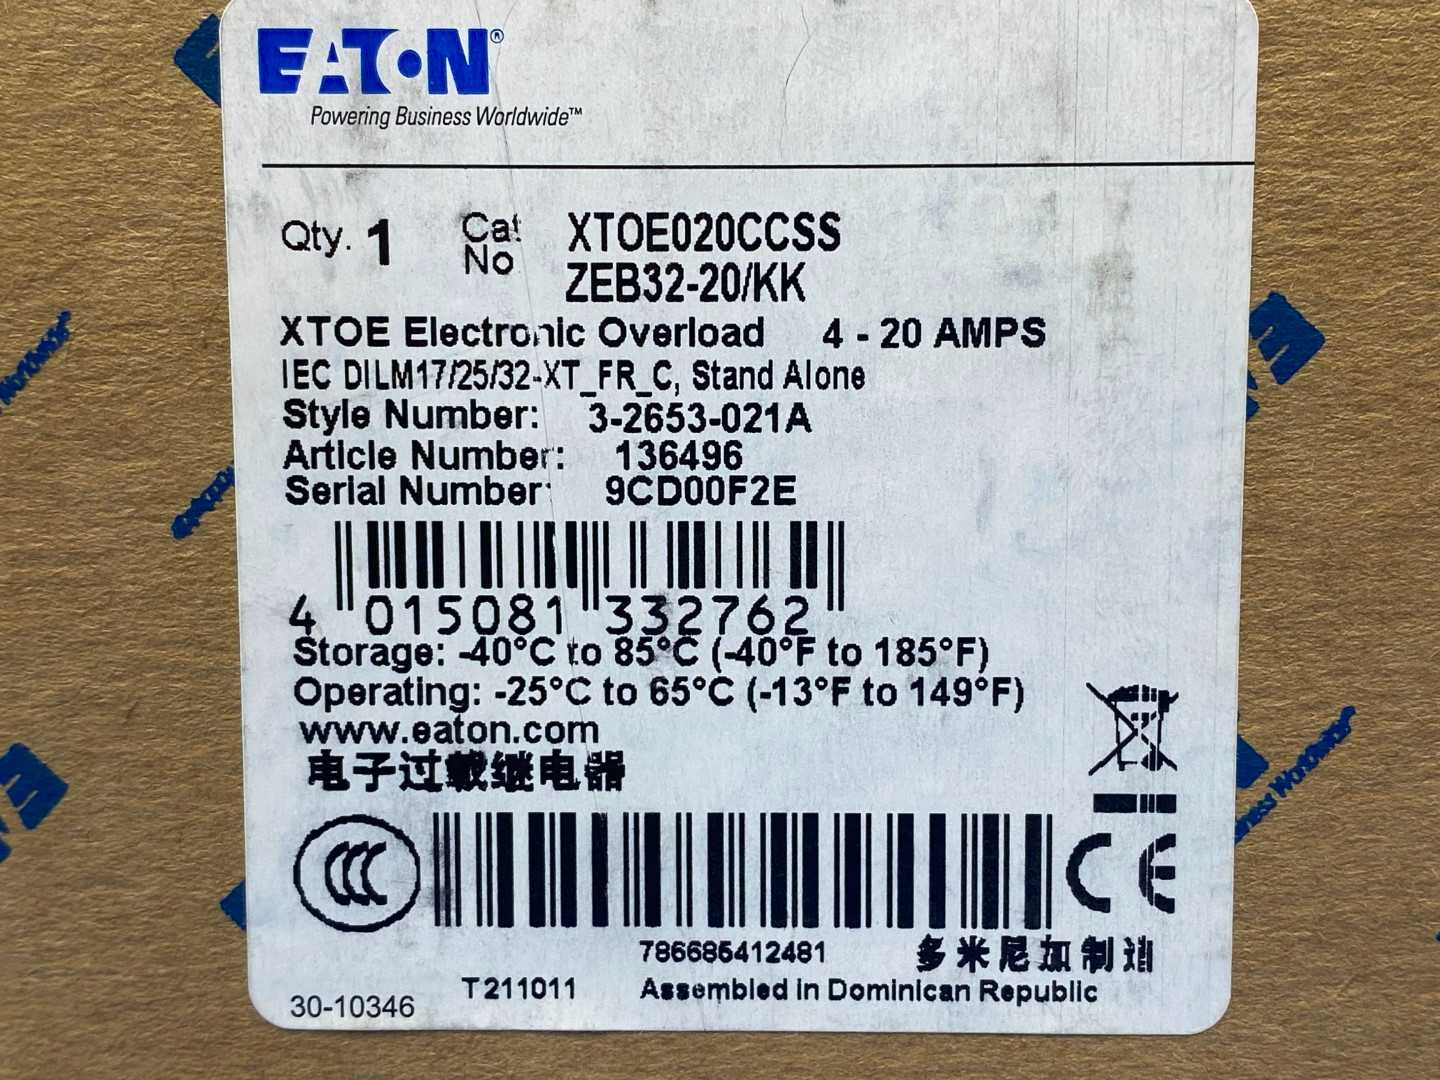 EATON®
Powering Business Worldwide™
Qty. 1 Cat No XTOE020CCSS
ZEB32-20/KK
XTOE Electronic Overload 4 - 20 AMPS
IEC DILM17/25/32-XT_FR_C, Stand Alone
Style Number: 3-2653-021A
Article Number: 136496
Serial Number: 9CD00F2E
4 015081 332762
Storage: -40°C to 85°C (-40°F to 185°F)
Operating: -25°C to 65°C (-13°F to 149°F)
www.eaton.com
电子过载继电器
CCC
CE
786685412481
多米尼加制造
T211011 Assembled in Dominican Republic
30-10346